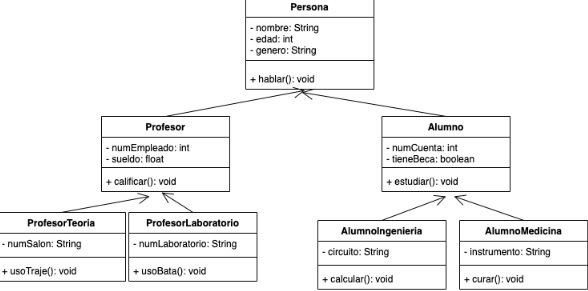 Persona
- nombre: String
- edad: int
- genero: String
+ hablar(): void
Profesor
- numEmpleado: int
- sueldo: float
+ calificar(): void
Alumno
- numCuenta: int
- tieneBeca: boolean
+ estudiar(): void
ProfesorTeoria
- numSalon: String
+ usoTraje(): void
ProfesorLaboratorio
- numLaboratorio: String
+ usoBata(): void
AlumnoIngenieria
- circuito: String
+ calcular(): void
AlumnoMedicina
- instrumento: String
+ curar(): void